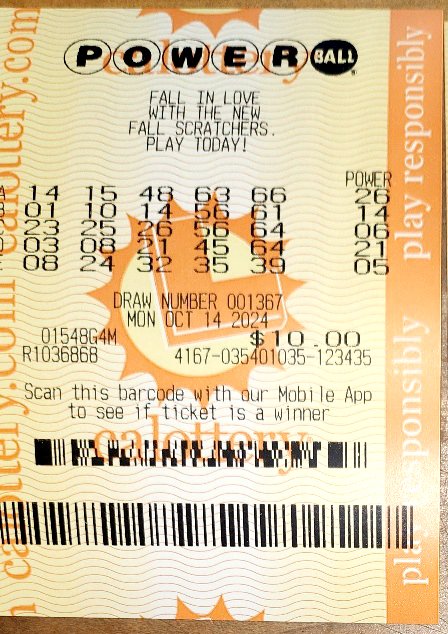 POWERBALL
FALL IN LOVE
WITH THE NEW
FALL SCRATCHERS.
PLAY TODAY!
POWER
14 15 48 63 66 26
01 10 14 56 61 14
23 25 26 56 64 06
03 08 21 45 64 21
08 24 32 35 39 05
DRAW NUMBER 001367
MON OCT 14 2024
01548G4M $10.00
R1036868 4167-035401035-123435
Scan this barcode with our Mobile App
to see if ticket is a winner
calottery
play responsibly
play responsibly
calottery.com